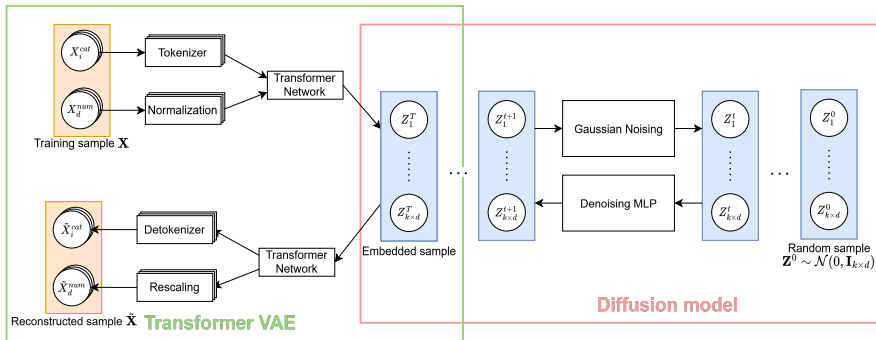 X_i^{cat}
Tokenizer
X_d^{num}
Normalization
Training sample X
Transformer
Network
Z_1^T
Z_{k×d}^T
Embedded sample
...
Z_1^{t+1}
Z_{k×d}^{t+1}
Gaussian Noising
Denoising MLP
Z_1^t
Z_{k×d}^t
...
Z_1^0
Z_{k×d}^0
Random sample
Z^0 ∼ N(0, I_{k×d})
X̃_i^{cat}
Detokenizer
X̃_d^{num}
Rescaling
Transformer
Network
Reconstructed sample X̃
Transformer VAE
Diffusion model